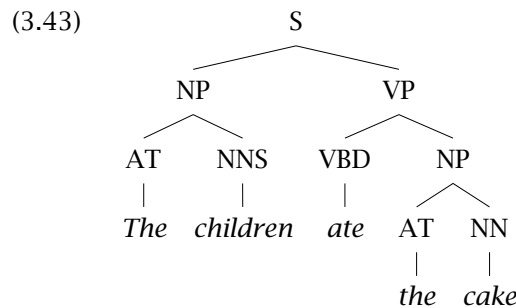 (3.43) S
NP VP
AT NNS VBD NP
The children ate AT NN
the cake